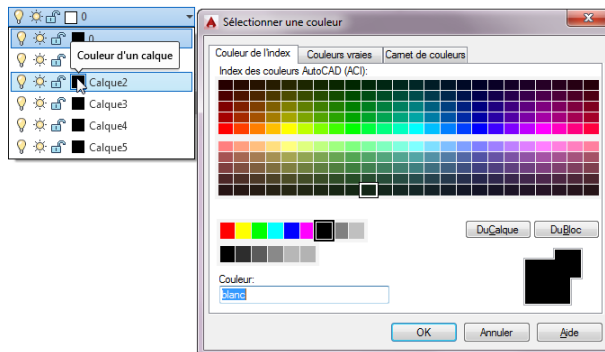 0
0
Couleur d'un calque
Calque2
Calque3
Calque4
Calque5
Sélectionner une couleur
Couleur de l'Index
Couleurs vraies
Carnet de couleurs
Index des couleurs AutoCAD (ACI):
DuCalque
DuBloc
Couleur:
blanc
OK
Annuler
Aide